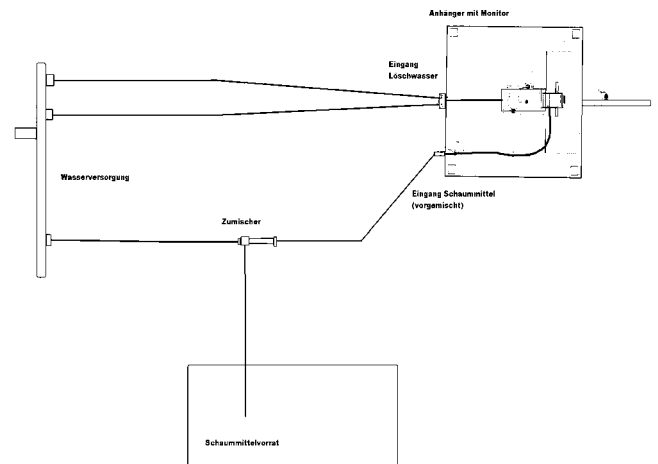 Anhänger mit Monitor
Eingang
Löschwasser
Wasserversorgung
Eingang Schaummittel
(vorgemischt)
Zumischer
Schaummittelvorrat